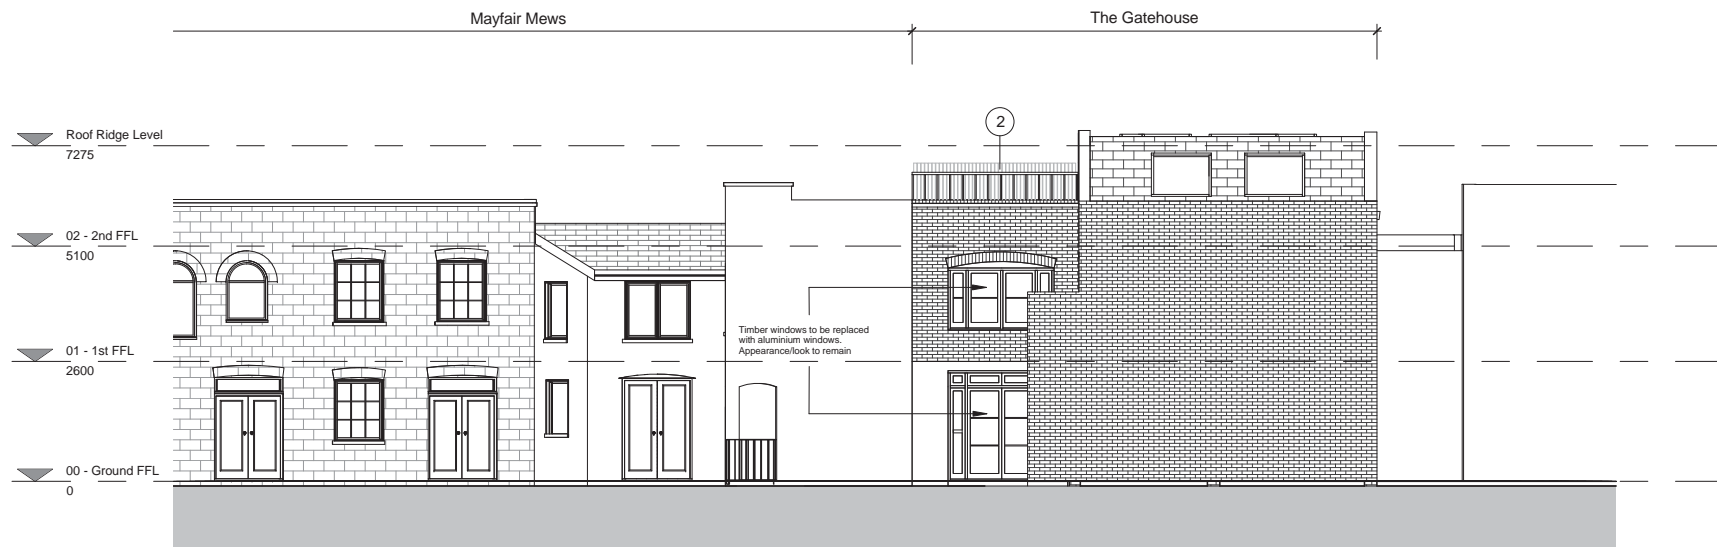 Mayfair Mews
The Gatehouse
2
Roof Ridge Level
7275
02 - 2nd FFL
5100
Timber windows to be replaced
with aluminium windows.
Appearance/look to remain
01 - 1st FFL
2600
00 - Ground FFL
0